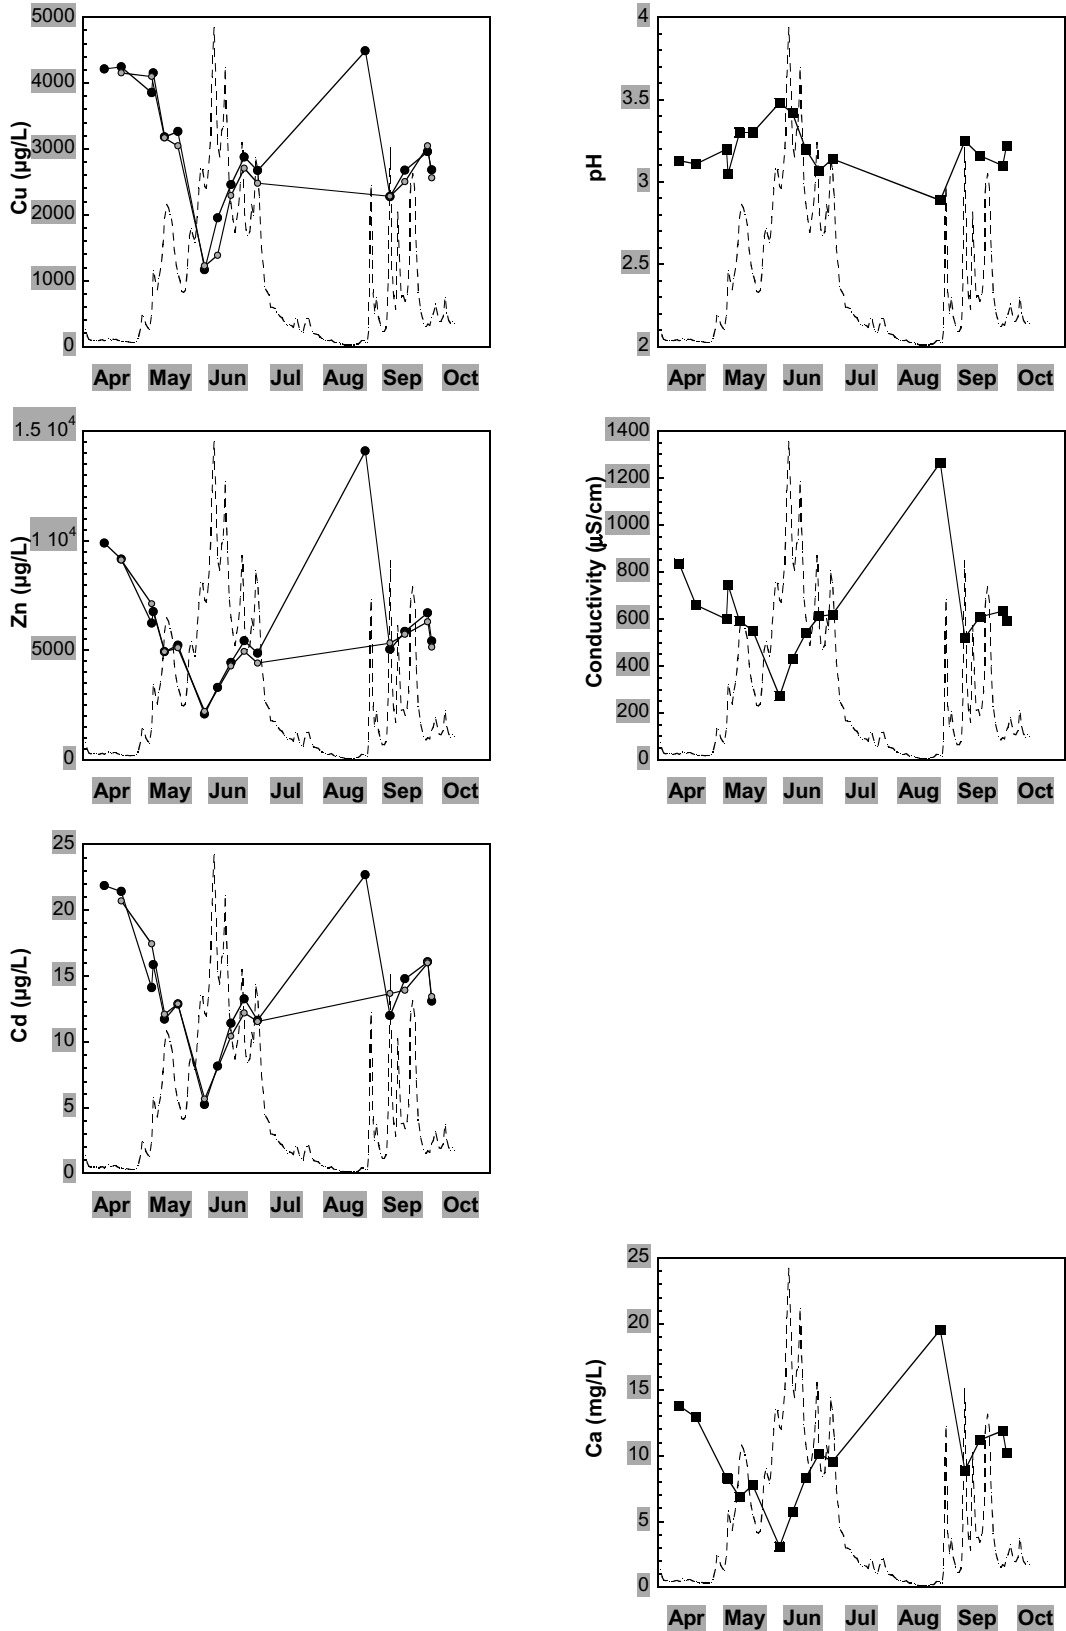 5000
4000
3000
2000
1000
0
Cu (µg/L)
Apr May Jun Jul Aug Sep Oct
4
3.5
3
2.5
2
pH
Apr May Jun Jul Aug Sep Oct
1.5 10⁴
1 10⁴
5000
0
Zn (µg/L)
Apr May Jun Jul Aug Sep Oct
1400
1200
1000
800
600
400
200
0
Conductivity (µS/cm)
Apr May Jun Jul Aug Sep Oct
25
20
15
10
5
0
Cd (µg/L)
Apr May Jun Jul Aug Sep Oct
25
20
15
10
5
0
Ca (mg/L)
Apr May Jun Jul Aug Sep Oct